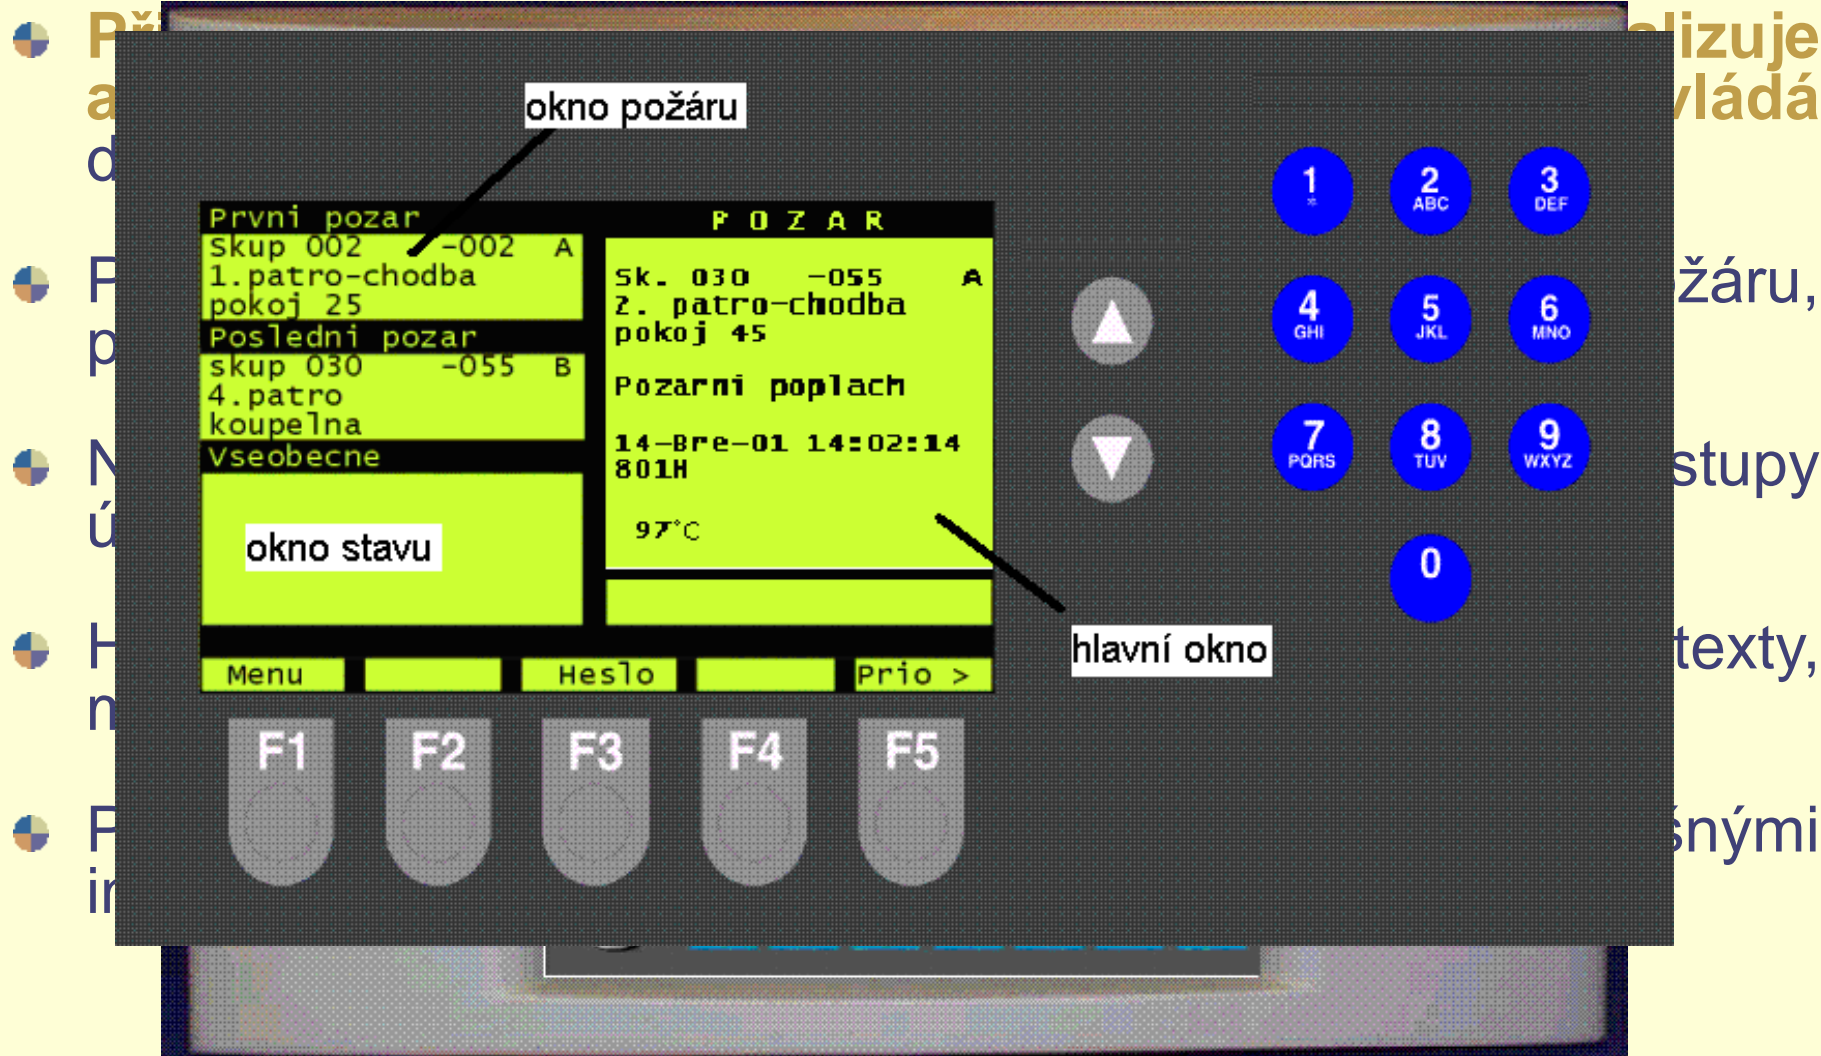 lizuje
vládá
okno požáru
Prvni pozar
Skup 002 -002 A
1.patro-chodba
pokoj 25
Posledni pozar
skup 030 -055 B
4.patro
koupelna
Vseobecne
okno stavu
P O Z A R
Sk. 030 -055 A
2. patro-chodba
pokoj 45
Pozarni poplach
14-Bre-01 14:02:14
801H
97°C
hlavní okno
Menu Heslo Prio >
F1 F2 F3 F4 F5
1 2 3
* ABC DEF
4 5 6
GHI JKL MNO
7 8 9
PQRS TUV WXYZ
0
žáru,
stupy
texty,
šnými